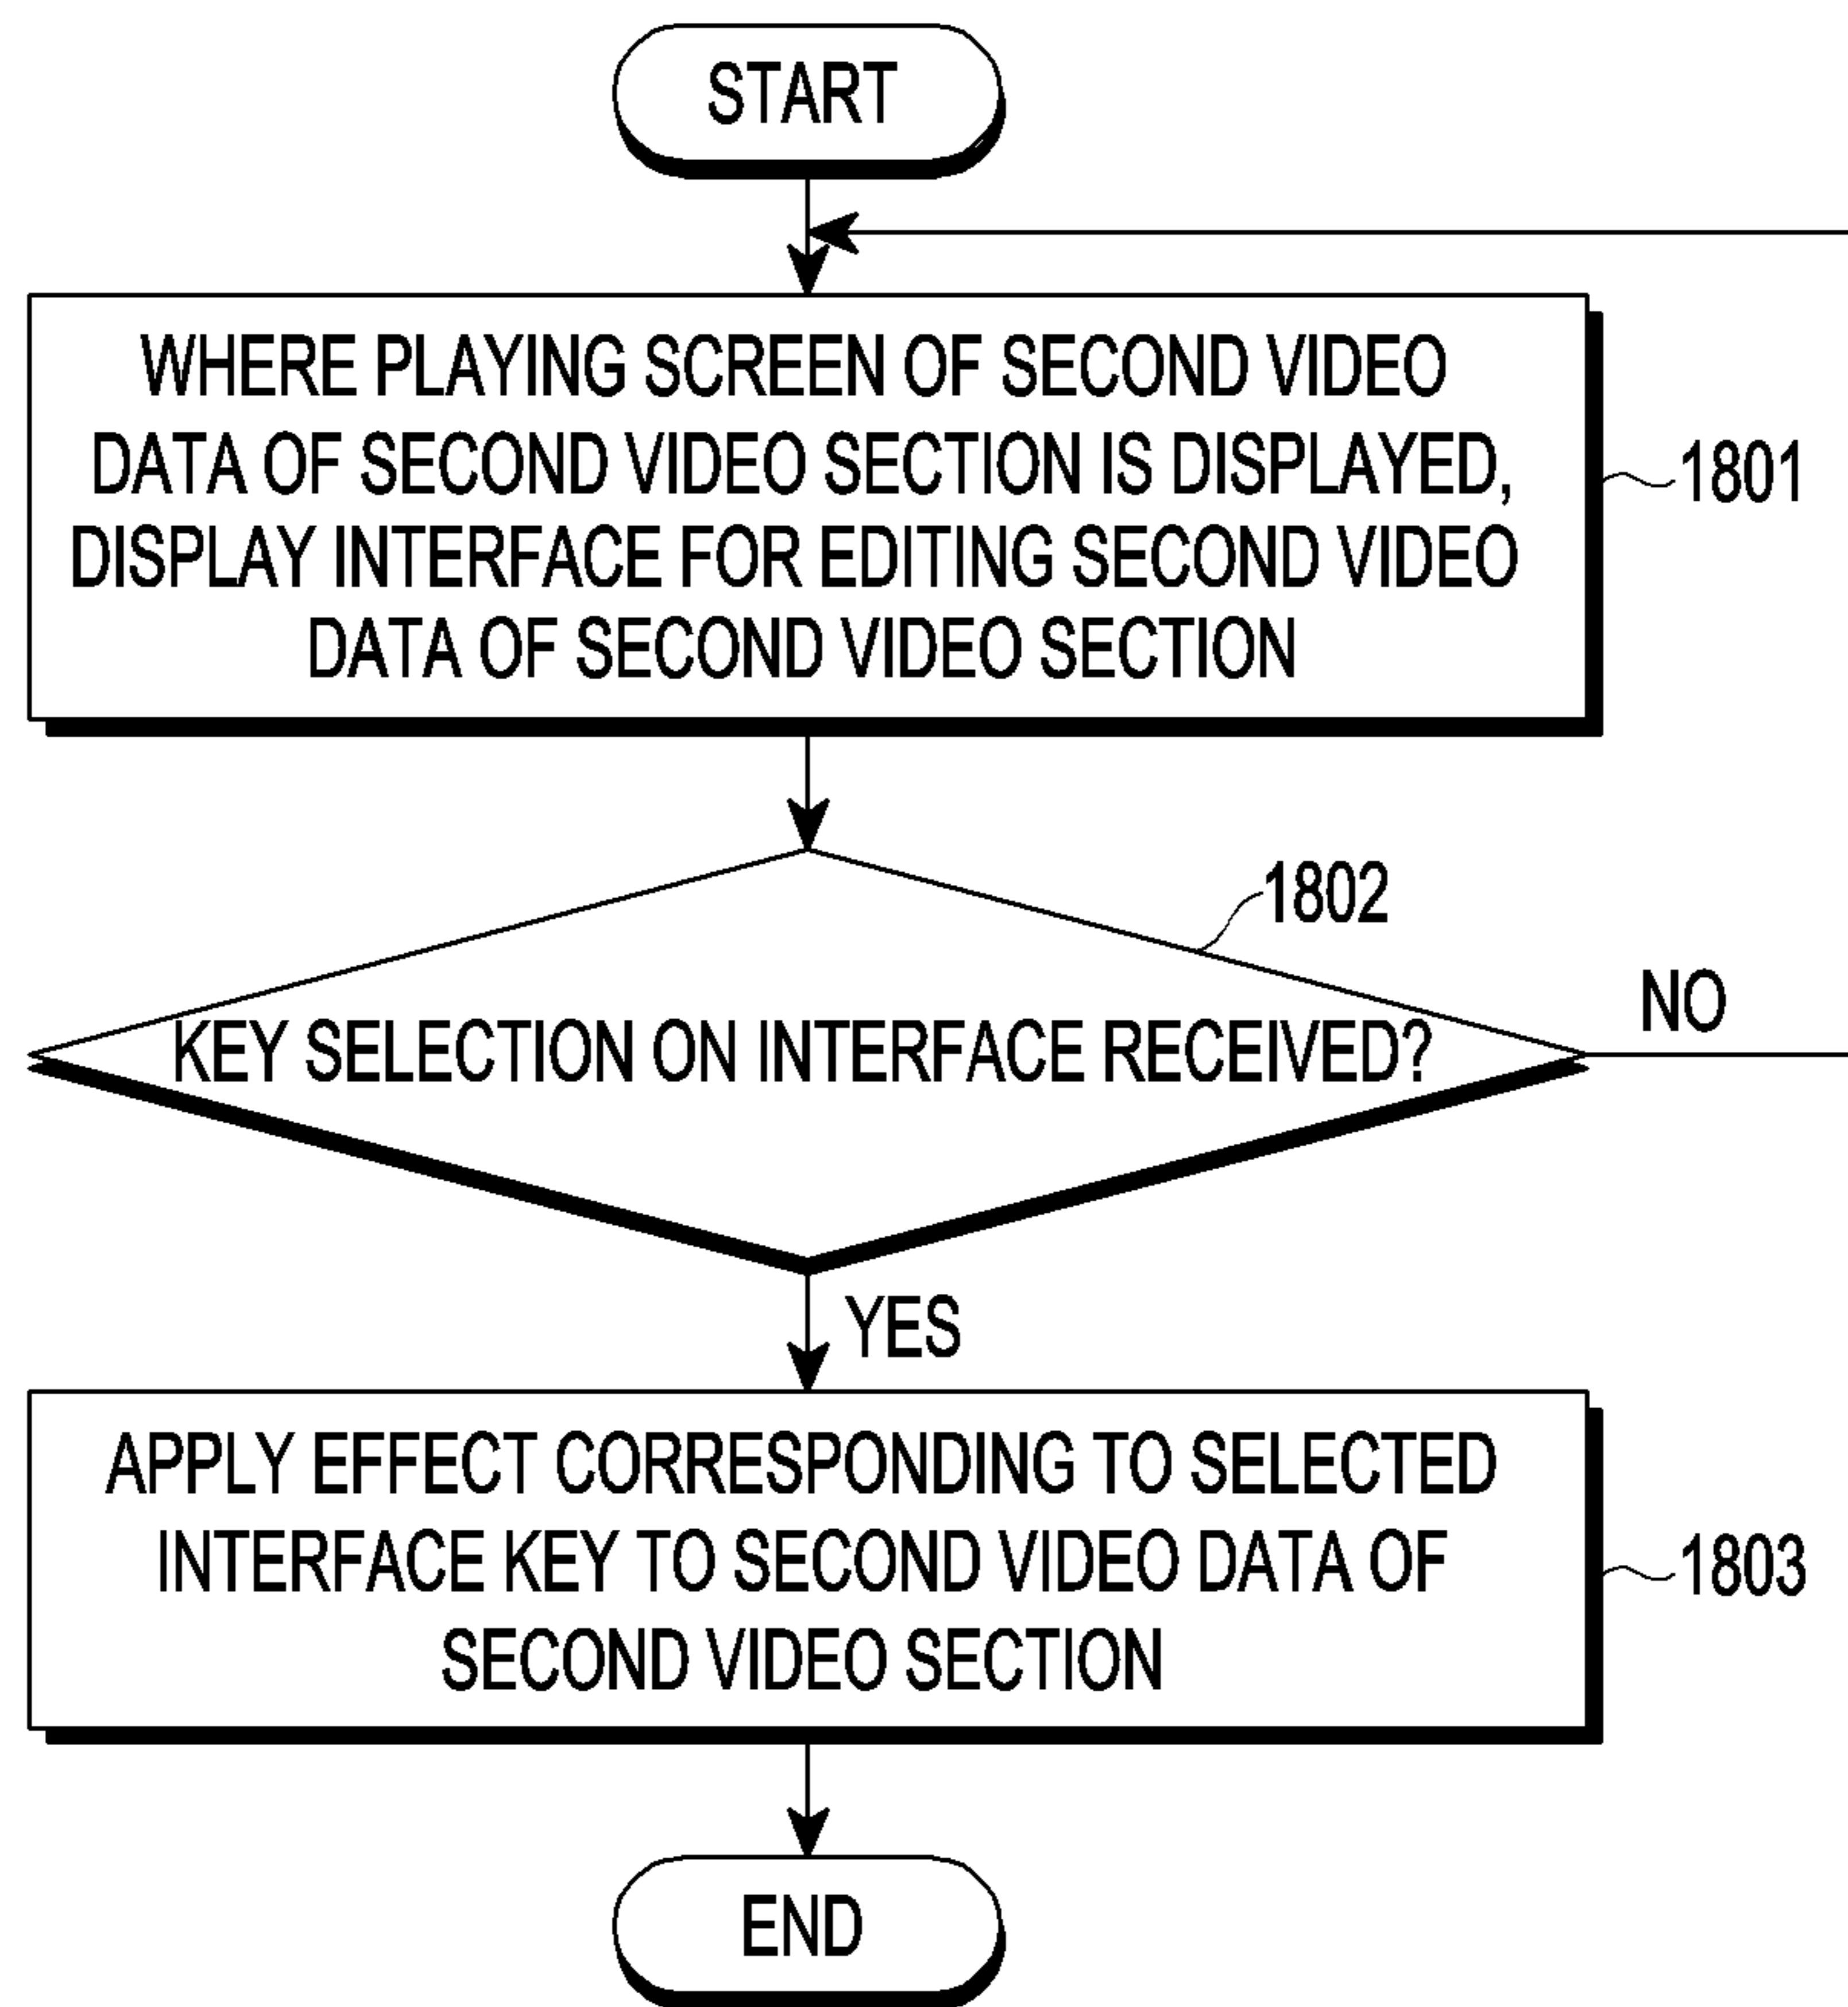 START
WHERE PLAYING SCREEN OF SECOND VIDEO
DATA OF SECOND VIDEO SECTION IS DISPLAYED,
DISPLAY INTERFACE FOR EDITING SECOND VIDEO
DATA OF SECOND VIDEO SECTION
1801
1802
KEY SELECTION ON INTERFACE RECEIVED?
NO
YES
APPLY EFFECT CORRESPONDING TO SELECTED
INTERFACE KEY TO SECOND VIDEO DATA OF
SECOND VIDEO SECTION
1803
END